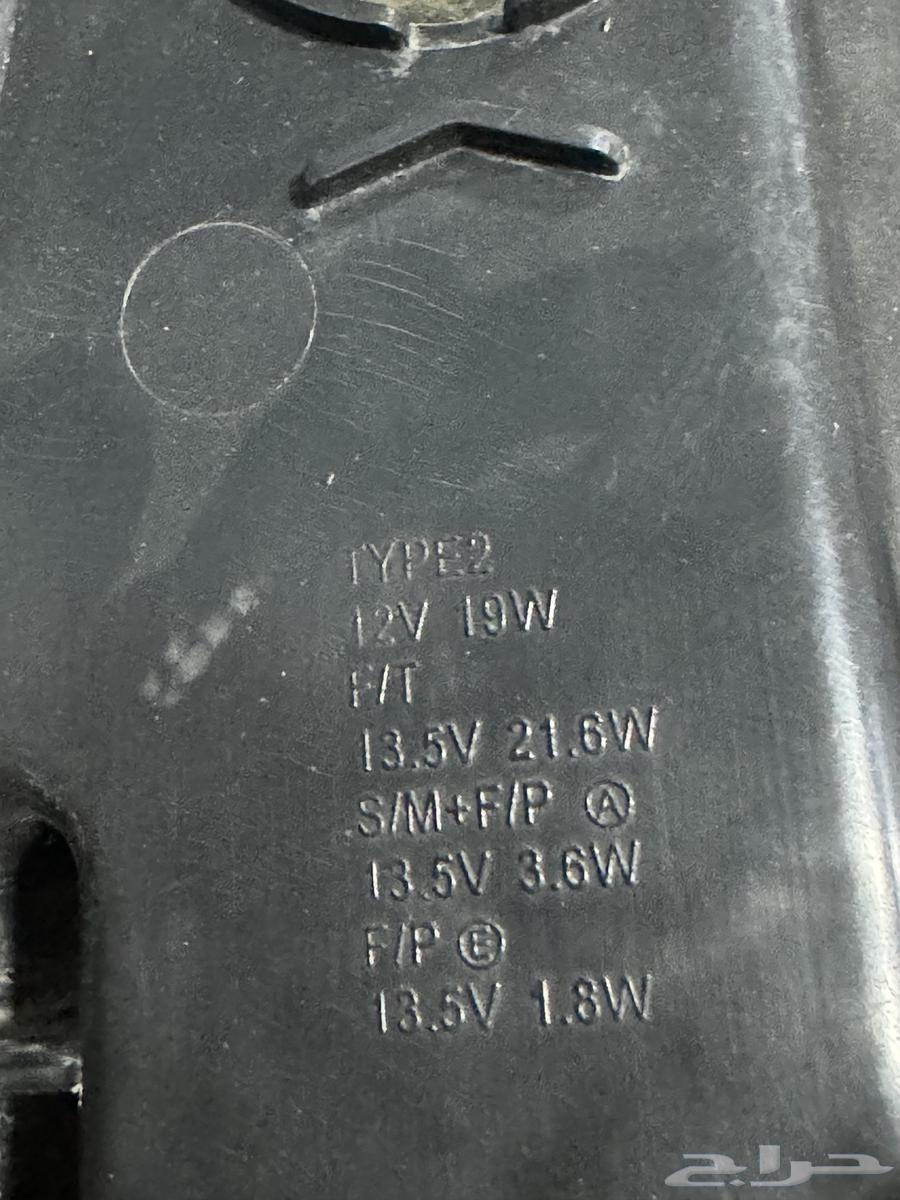 TYPE2
12V 19W
F/T
13.5V 21.6W
S/M+F/P Ⓐ
13.5V 3.6W
F/P Ⓔ
13.5V 1.8W
حراج